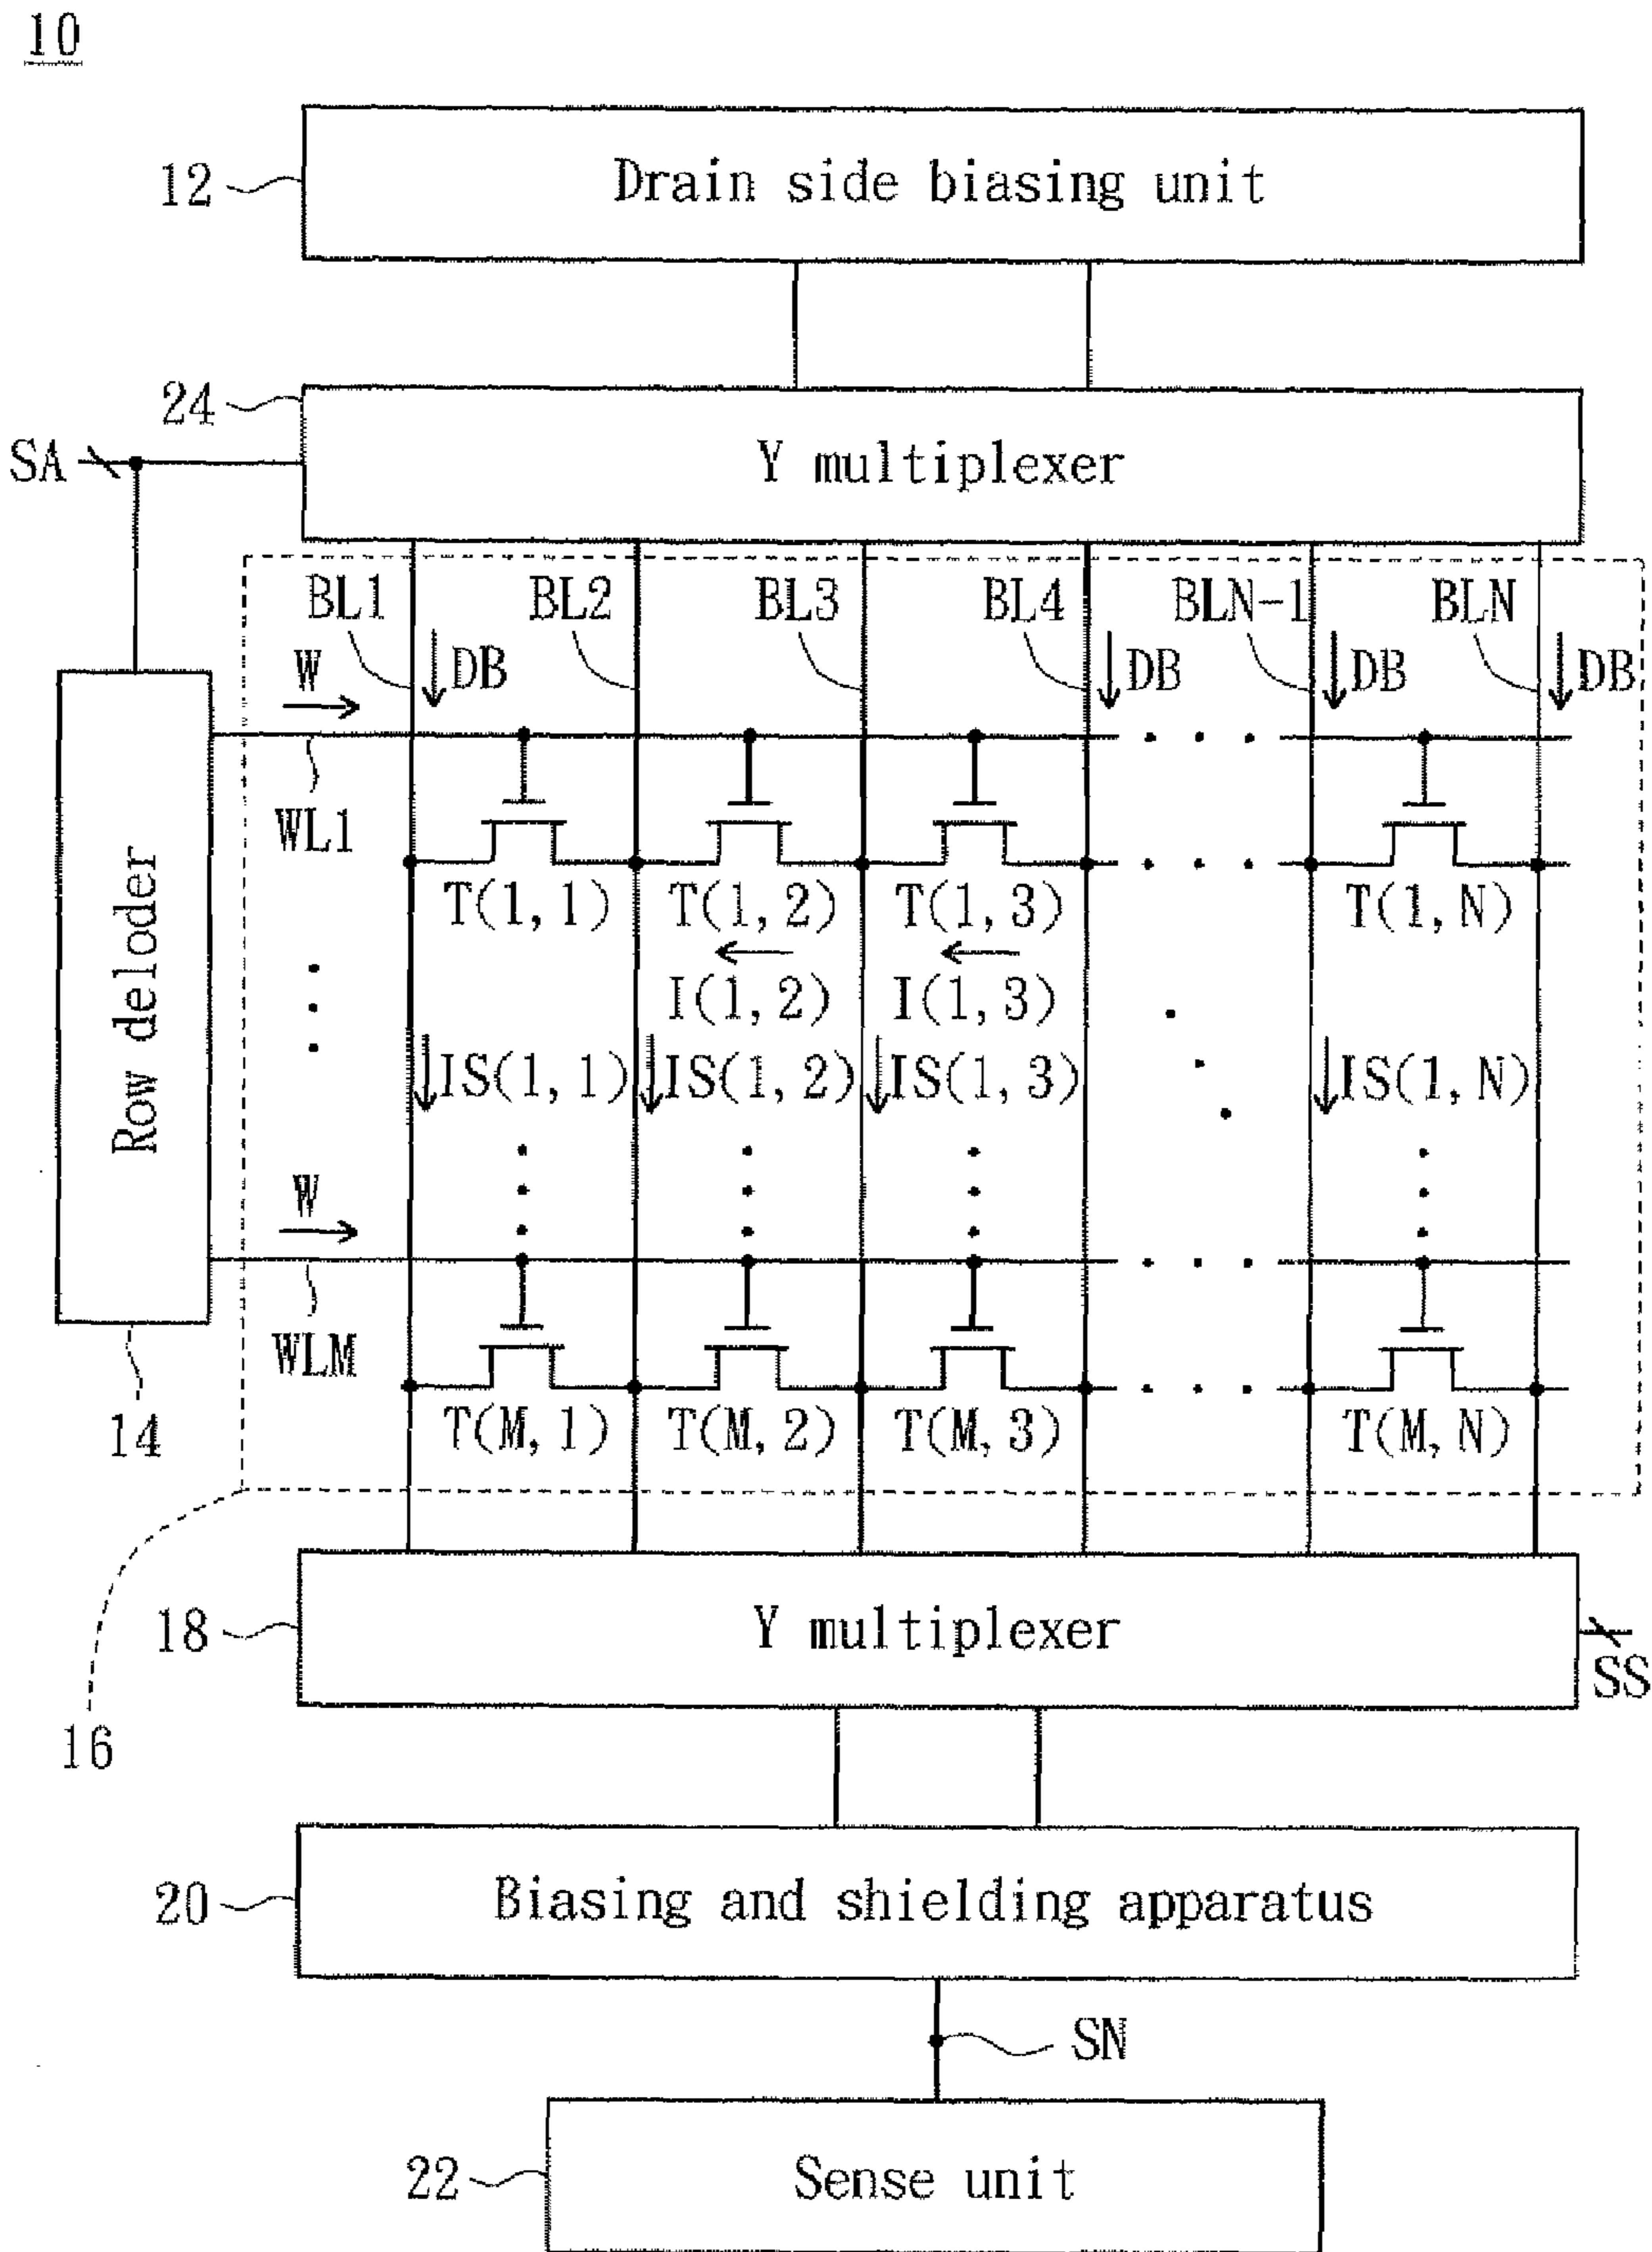 10
12
Drain side biasing unit
24
Y multiplexer
SA
BL1
BL2
BL3
BL4
BLN-1
BLN
W
DB
DB
DB
DB
WL1
T(1,1)
T(1,2)
T(1,3)
T(1,N)
I(1,2)
I(1,3)
Row deloder
IS(1,1)
IS(1,2)
IS(1,3)
IS(1,N)
W
WLM
14
T(M,1)
T(M,2)
T(M,3)
T(M,N)
18
Y multiplexer
SS
16
20
Biasing and shielding apparatus
SN
22
Sense unit